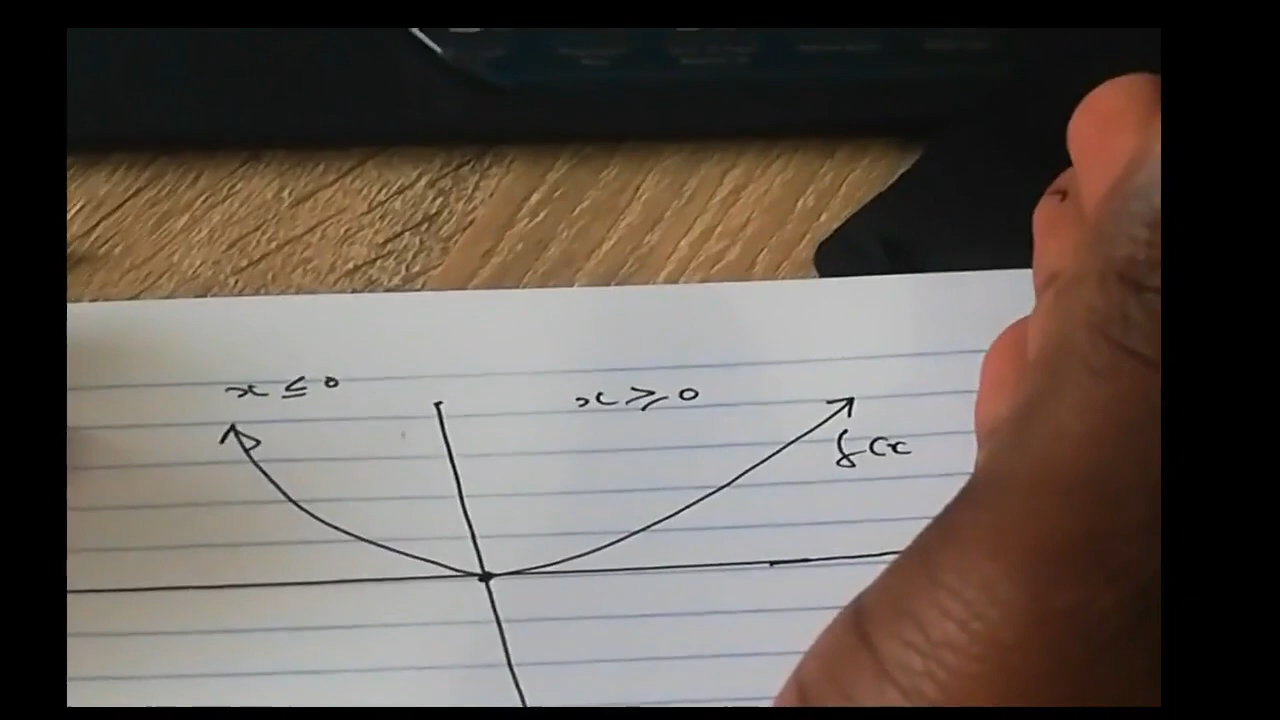 x ≤ 0
x ⩾ 0
f(x